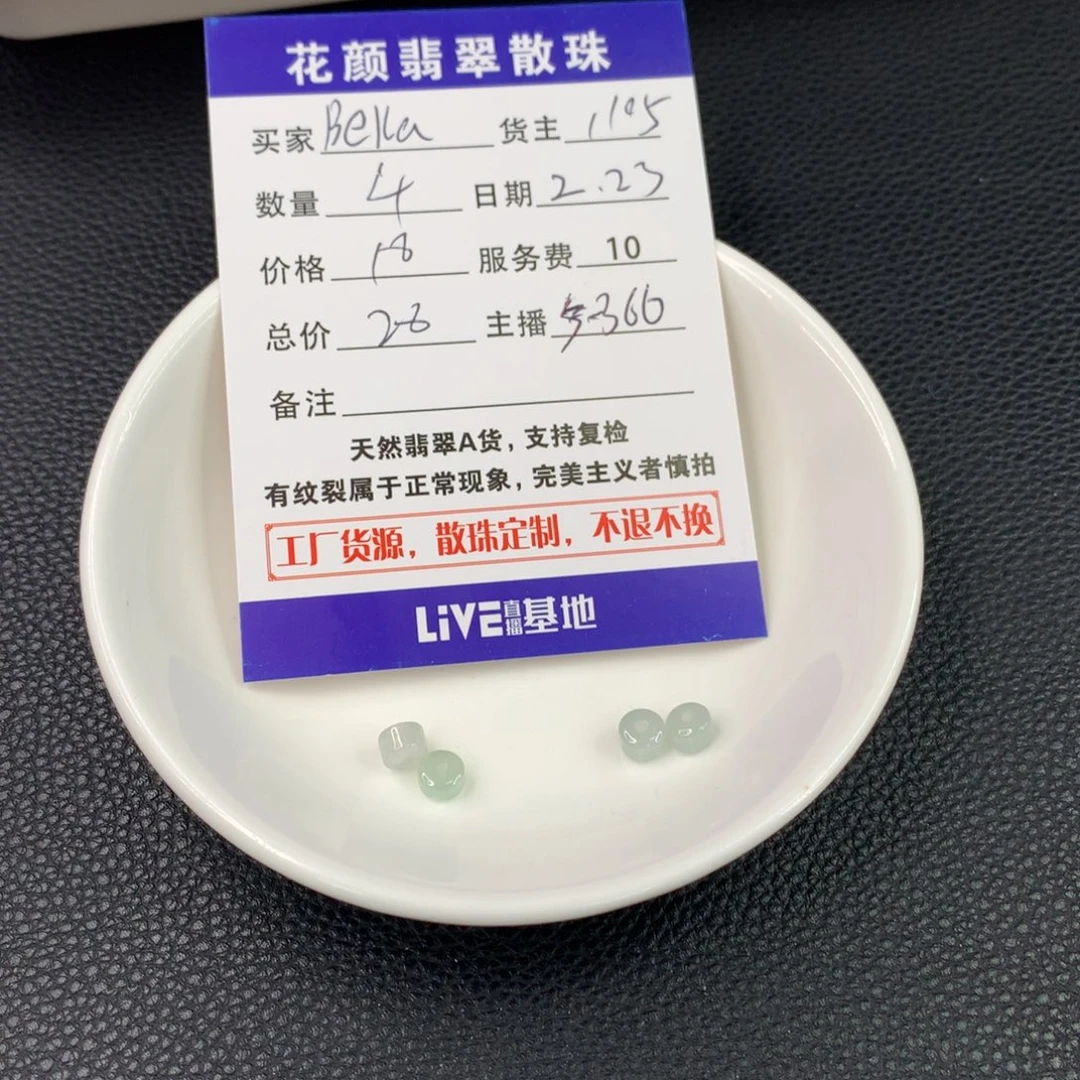 花颜翡翠散珠
买家 Bella 货主 1105
数量 4 日期 2.23
价格 18 服务费 10
总价 28 主播 366
备注
天然翡翠A货，支持复检
有纹裂属于正常现象，完美主义者慎拍
工厂货源，散珠定制，不退不换
LiVE直播基地